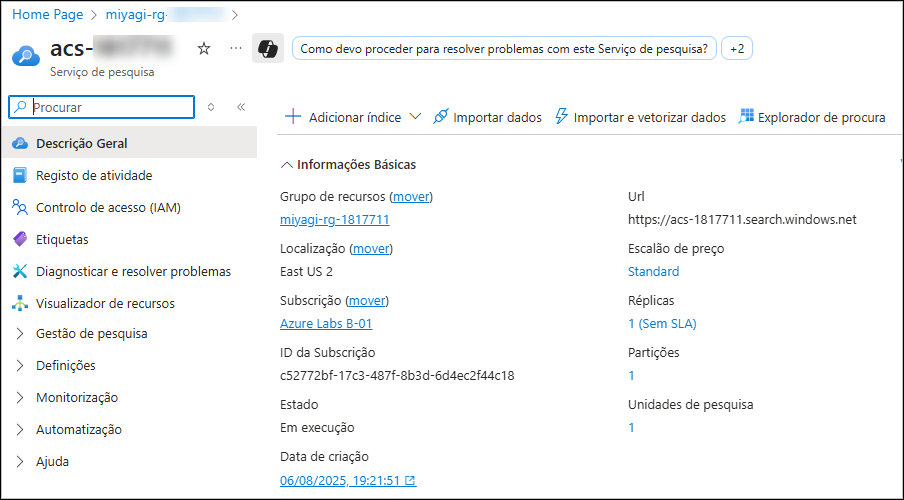 Home Page > miyagi-rg- >
acs-
Serviço de pesquisa
Como devo proceder para resolver problemas com este Serviço de pesquisa?
+2
Procurar
Descrição Geral
Registo de atividade
Controlo de acesso (IAM)
Etiquetas
Diagnosticar e resolver problemas
Visualizador de recursos
Gestão de pesquisa
Definições
Monitorização
Automatização
Ajuda
Adicionar índice
Importar dados
Importar e vetorizar dados
Explorador de procura
Informações Básicas
Grupo de recursos (mover)
miyagi-rg-1817711
Localização (mover)
East US 2
Subscrição (mover)
Azure Labs B-01
ID da Subscrição
c52772bf-17c3-487f-8b3d-6d4ec2f44c18
Estado
Em execução
Data de criação
06/08/2025, 19:21:51
Url
https://acs-1817711.search.windows.net
Escalão de preço
Standard
Réplicas
1 (Sem SLA)
Partições
1
Unidades de pesquisa
1